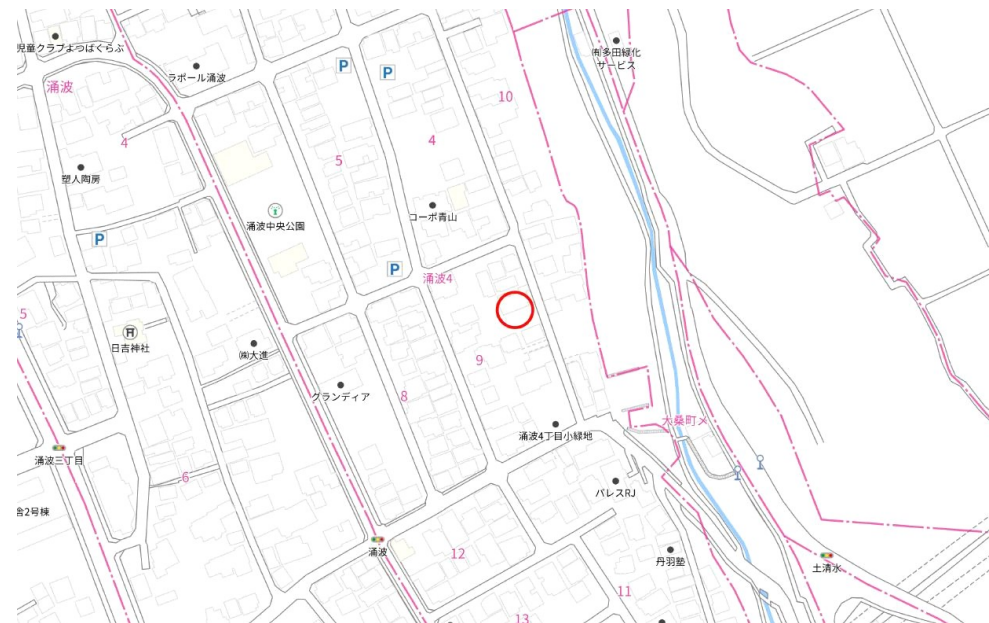 児童クラブよつばくらぶ
ラポール涌波
P
P
㈲多田緑化
サービス
涌波
10
4
4
5
塑人陶房
コーポ青山
涌波中央公園
P
P
涌波4
5
日吉神社
㈱大進
9
グランディア
8
大桑町メ
涌波4丁目小緑地
涌波三丁目
6
パレスRJ
舎2号棟
涌波
12
丹羽塾
土清水
11
13